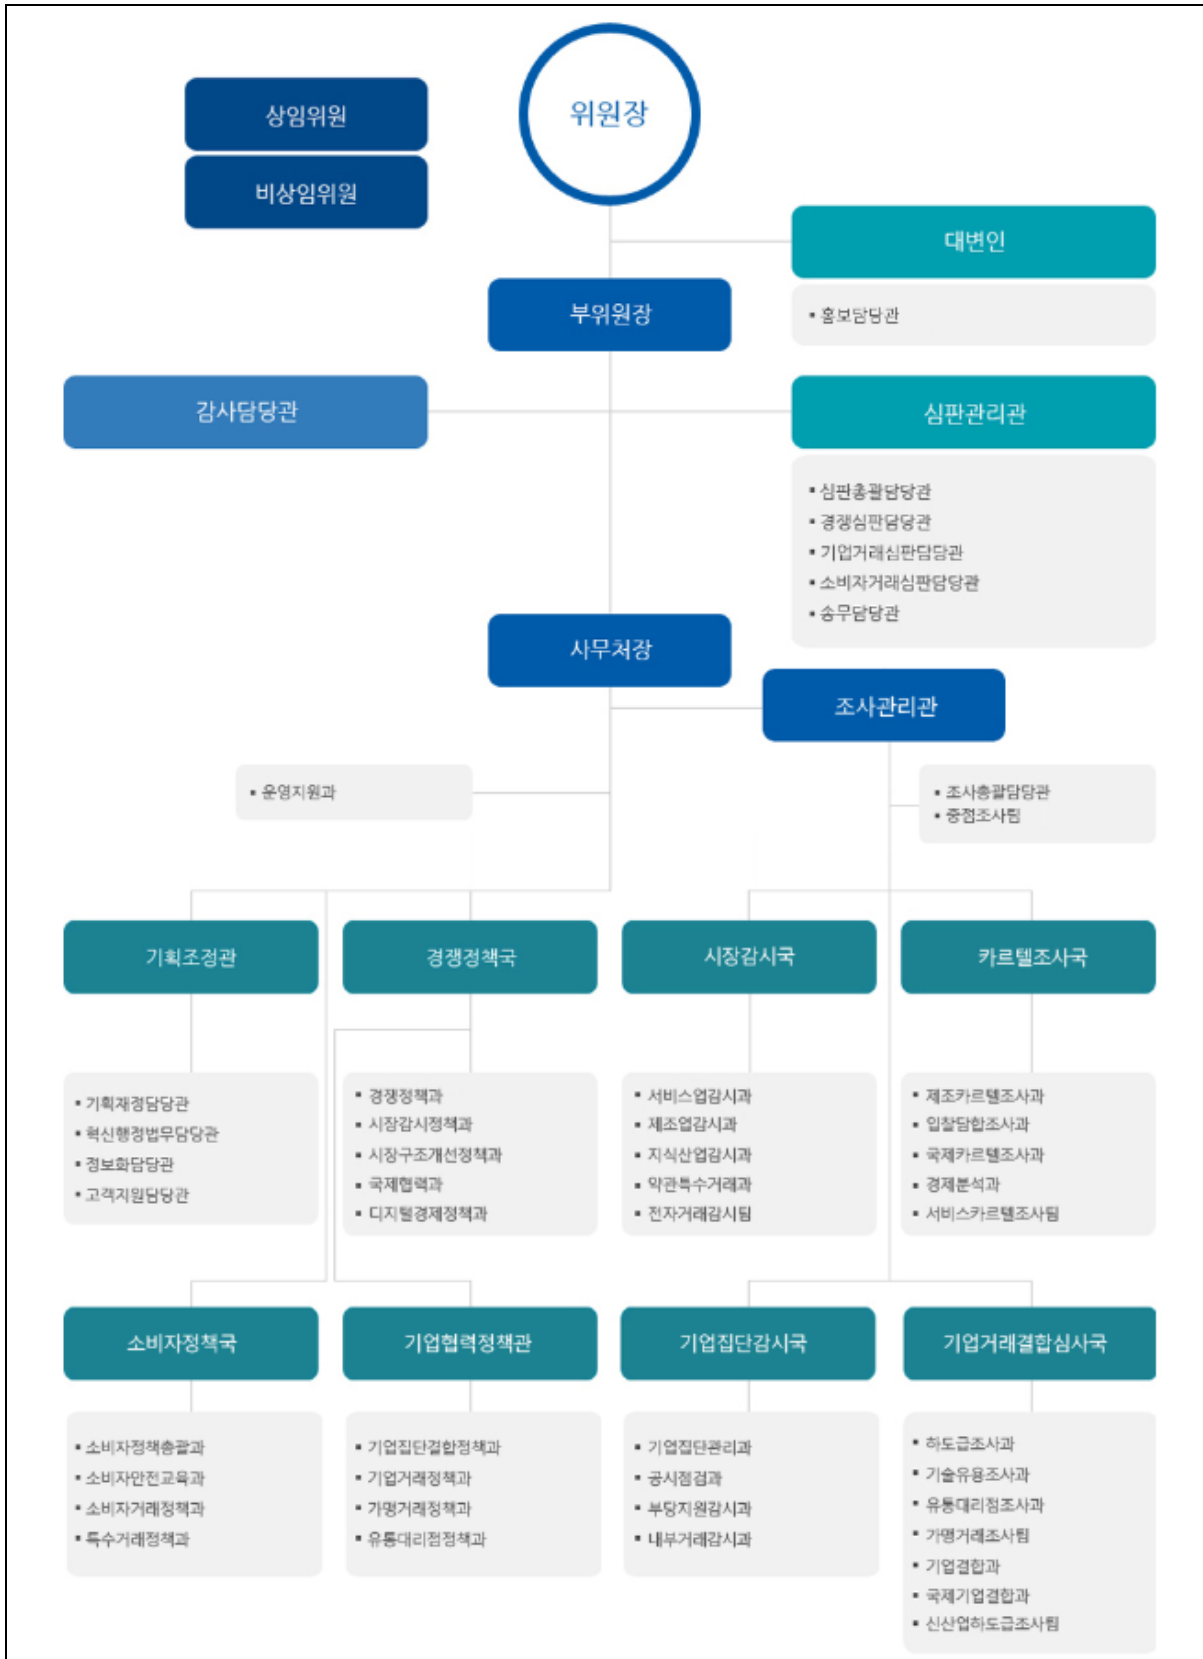 위원장
상임위원
비상임위원
대변인
▪ 홍보담당관
부위원장
감사담당관
심판관리관
▪ 심판총괄담당관
▪ 경쟁심판담당관
▪ 기업거래심판담당관
▪ 소비자거래심판담당관
▪ 송무담당관
사무처장
조사관리관
▪ 운영지원과
▪ 조사총괄담당관
▪ 중점조사팀
기획조정관
▪ 기획재정담당관
▪ 혁신행정법무담당관
▪ 정보화담당관
▪ 고객지원담당관
경쟁정책국
▪ 경쟁정책과
▪ 시장감시정책과
▪ 시장구조개선정책과
▪ 국제협력과
▪ 디지털경제정책과
시장감시국
▪ 서비스업감시과
▪ 제조업감시과
▪ 지식산업감시과
▪ 약관특수거래과
▪ 전자거래감시팀
카르텔조사국
▪ 제조카르텔조사과
▪ 입찰담합조사과
▪ 국제카르텔조사과
▪ 경제분석과
▪ 서비스카르텔조사팀
소비자정책국
▪ 소비자정책총괄과
▪ 소비자안전교육과
▪ 소비자거래정책과
▪ 특수거래정책과
기업협력정책관
▪ 기업집단결합정책과
▪ 기업거래정책과
▪ 가맹거래정책과
▪ 유통대리점정책과
기업집단감시국
▪ 기업집단관리과
▪ 공시점검과
▪ 부당지원감시과
▪ 내부거래감시과
기업거래결합심사국
▪ 하도급조사과
▪ 기술유용조사과
▪ 유통대리점조사과
▪ 가맹거래조사팀
▪ 기업결합과
▪ 국제기업결합과
▪ 신산업하도급조사팀